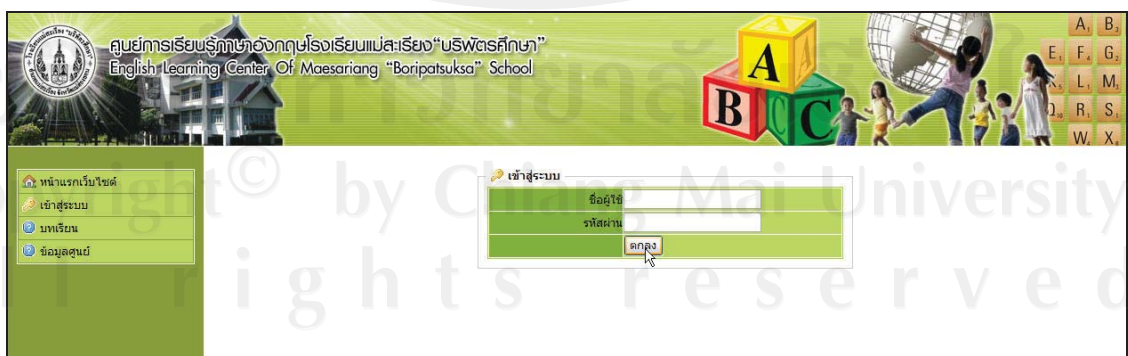 ศูนย์การเรียนรู้ภาษาอังกฤษโรงเรียนแม่สะเรียง"บริพัตรศึกษา"
English Learning Center Of Maesariang "Boripatsuksa" School
A
B
C
C
A
B
E
F
G
L
M
R
S
W
X
หน้าแรกเว็บไซต์
เข้าสู่ระบบ
บทเรียน
ข้อมูลศูนย์
เข้าสู่ระบบ
ชื่อผู้ใช้
รหัสผ่าน
ตกลง
ght© by Chiang Mai University
l rights reserved